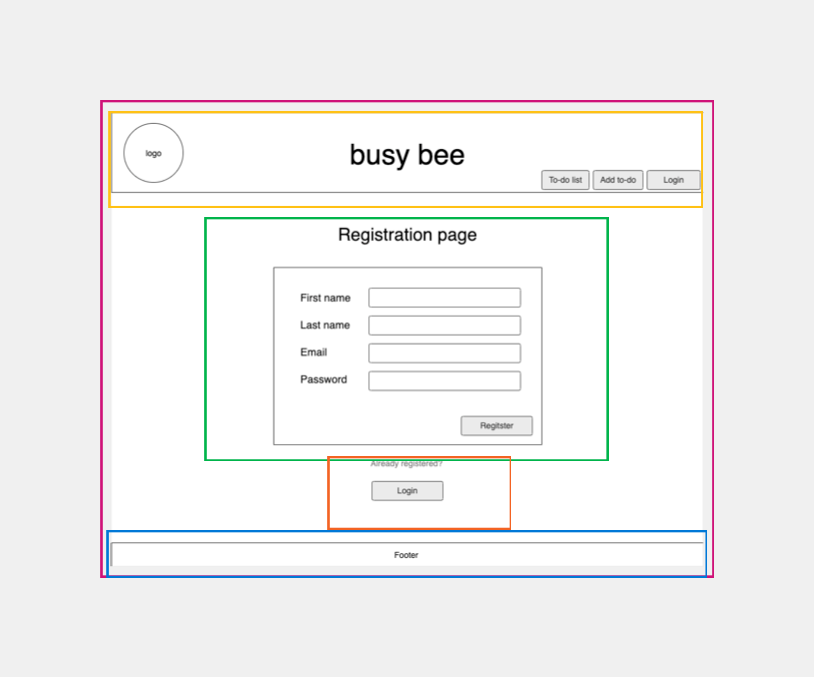 logo
busy bee
To-do list
Add to-do
Login
Registration page
First name
Last name
Email
Password
Regitster
Already registered?
Login
Footer